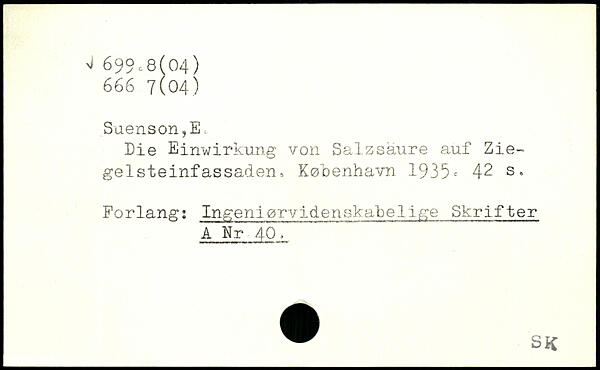 √ 699.8(04)
666 7(04)
Suenson,E.
Die Einwirkung von Salzsäure auf Zie-
gelsteinfassaden. København 1935. 42 s.
Forlang: Ingeniørvidenskabelige Skrifter
A Nr 40.
SK